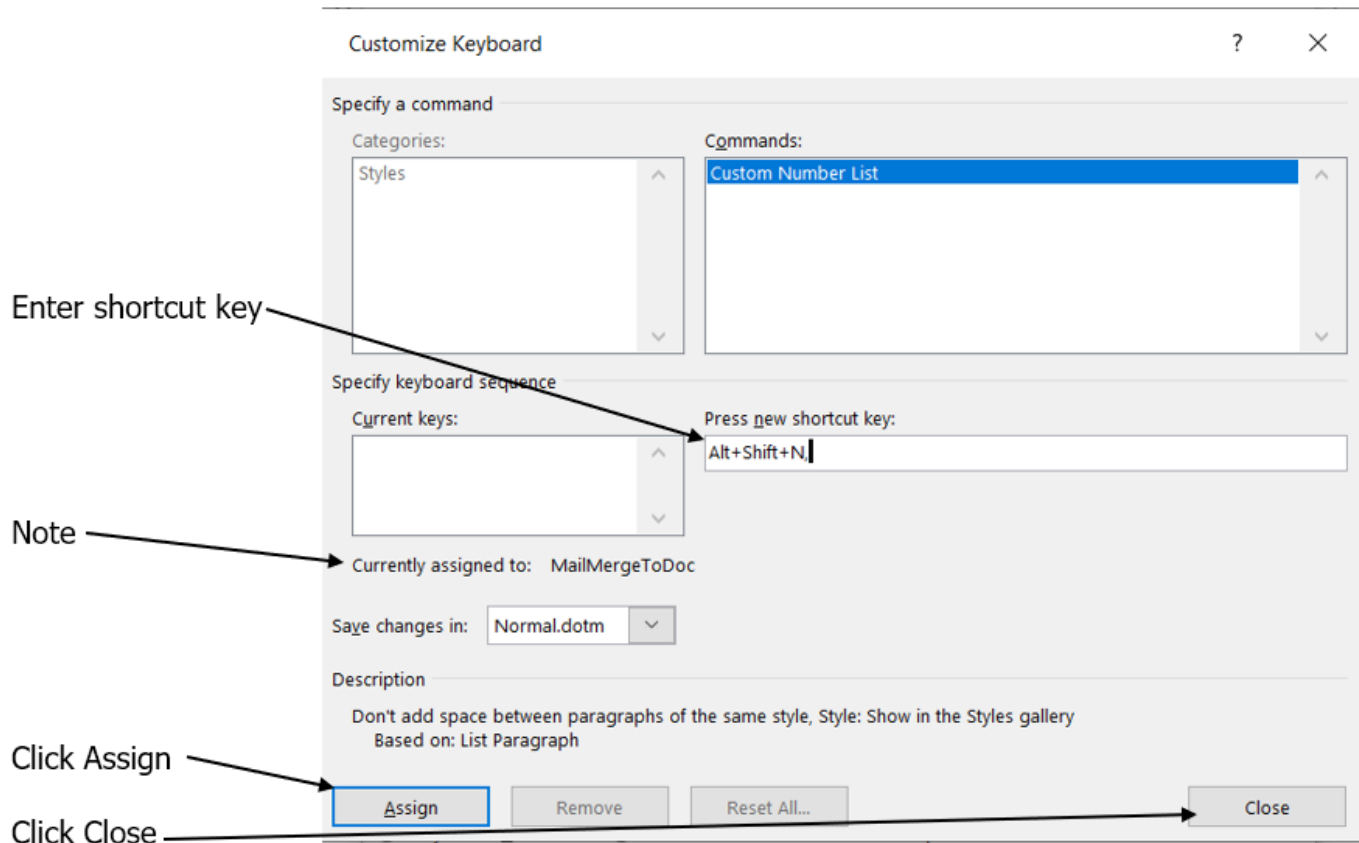 Customize Keyboard ? ×
Specify a command
Categories: Commands:
Styles Custom Number List
Enter shortcut key
Specify keyboard sequence
Current keys: Press new shortcut key:
Alt+Shift+N,
Note
Currently assigned to: MailMergeToDoc
Save changes in: Normal.dotm
Description
Don't add space between paragraphs of the same style, Style: Show in the Styles gallery
Based on: List Paragraph
Click Assign
Assign Remove Reset All... Close
Click Close